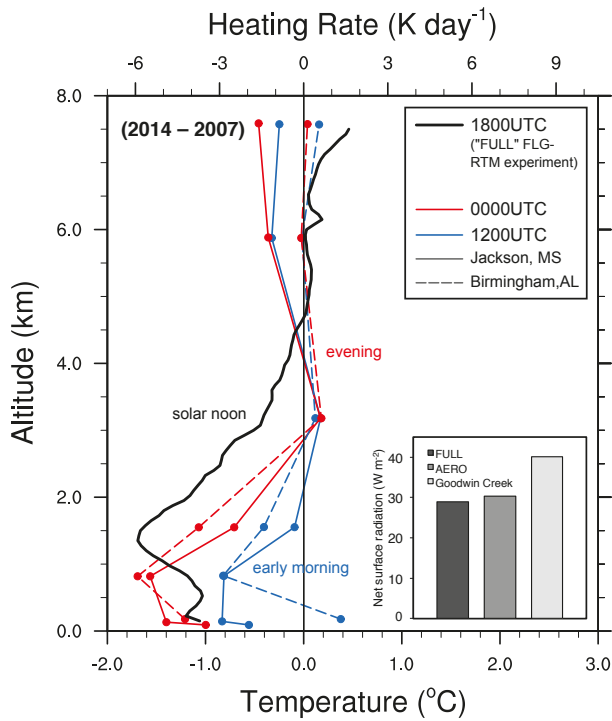 Heating Rate (K day-1)
-6 -3 0 3 6 9
8.0
6.0
4.0
2.0
0.0
Altitude (km)
(2014 – 2007)
1800UTC
("FULL" FLG-
RTM experiment)
0000UTC
1200UTC
Jackson, MS
Birmingham,AL
evening
solar noon
early morning
Net surface radiation (W m-2)
50
40
30
20
10
0
FULL
AERO
Goodwin Creek
-2.0 -1.0 0.0 1.0 2.0 3.0
Temperature (oC)